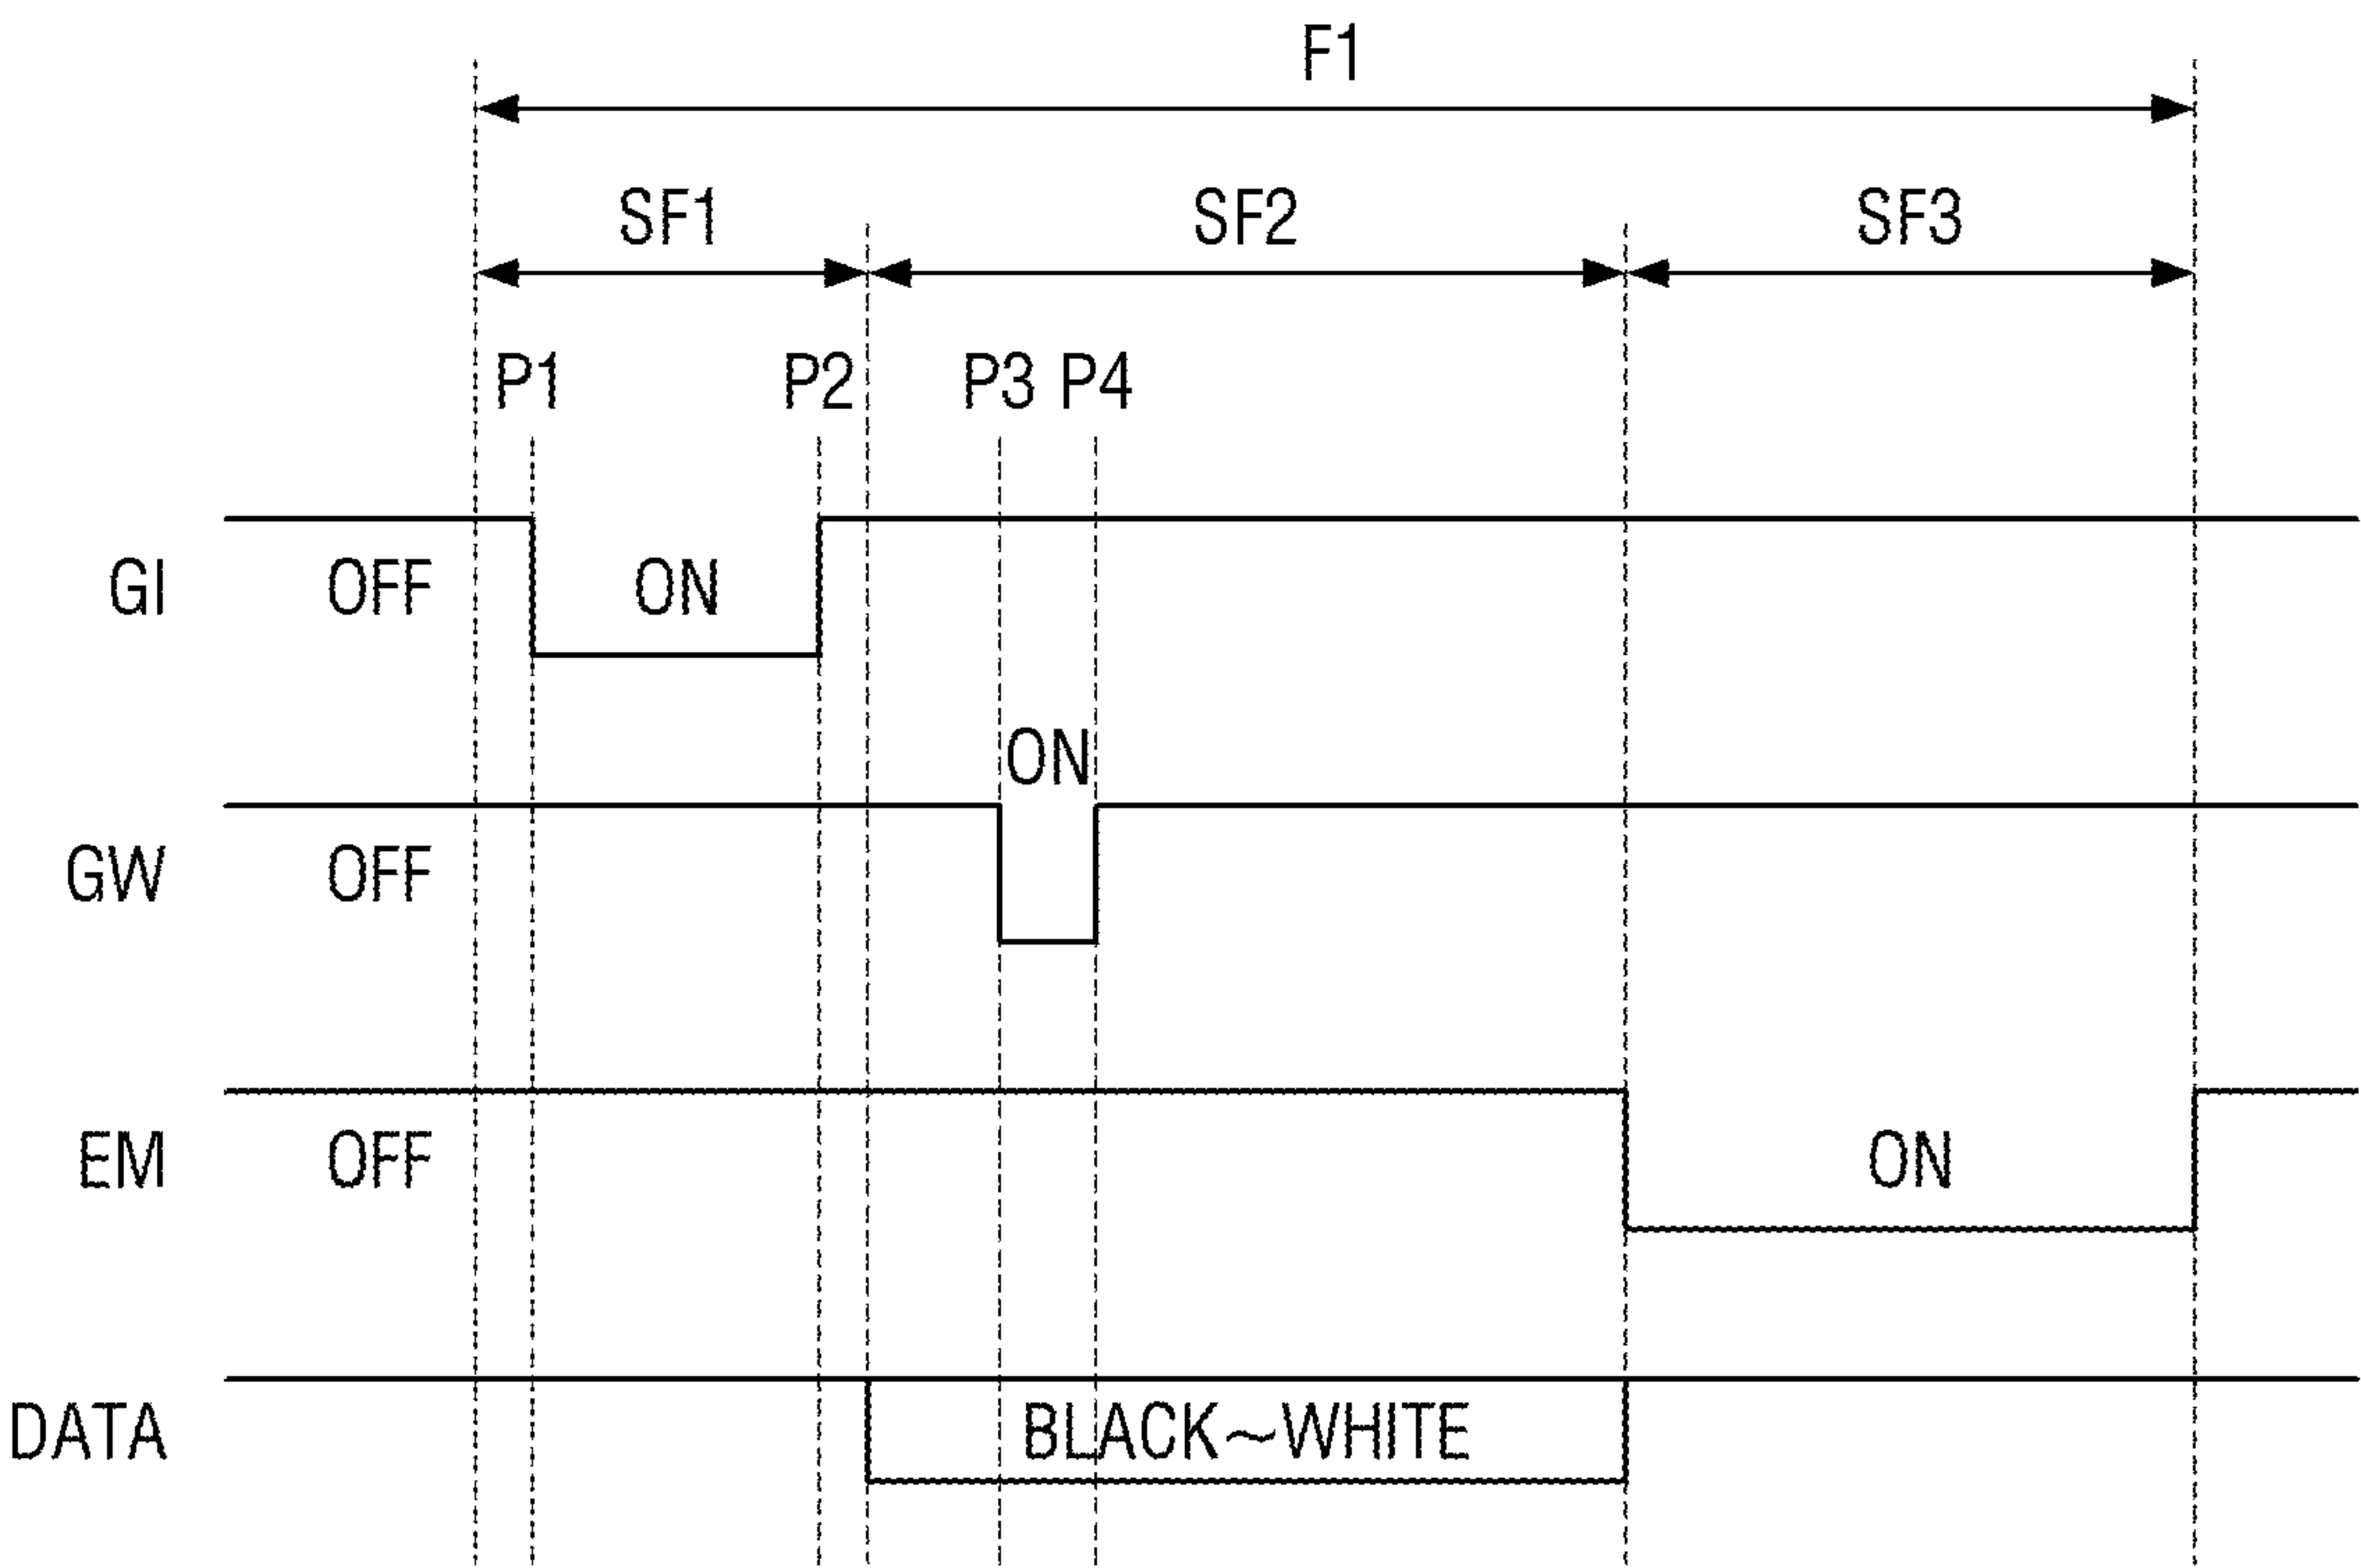 F1
SF1 SF2 SF3
P1 P2 P3 P4
GI OFF ON
ON
GW OFF
EM OFF ON
DATA BLACK~WHITE